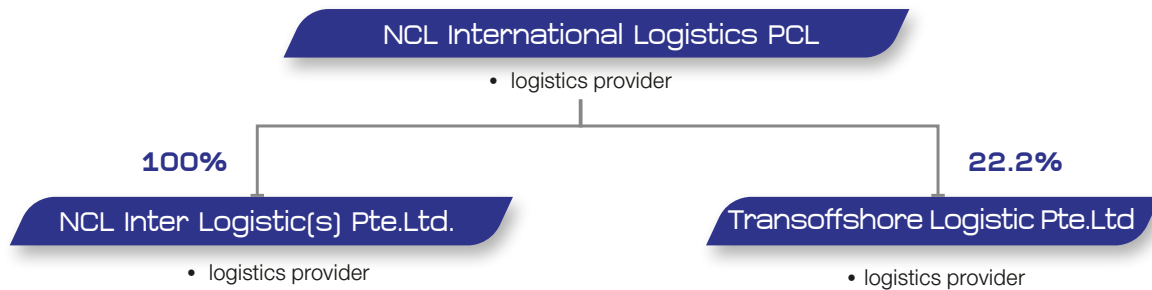 NCL International Logistics PCL
• logistics provider
100%
22.2%
NCL Inter Logistic(s) Pte.Ltd.
Transoffshore Logistic Pte.Ltd
• logistics provider
• logistics provider